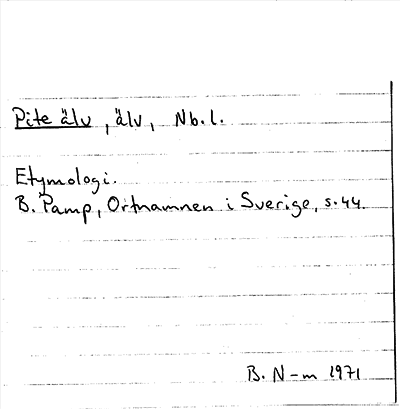 Pite älv, älv, Nb.l.
Etymologi.
B. Pamp, Ortnamnen i Sverige, s.44.
B. N-m 1971